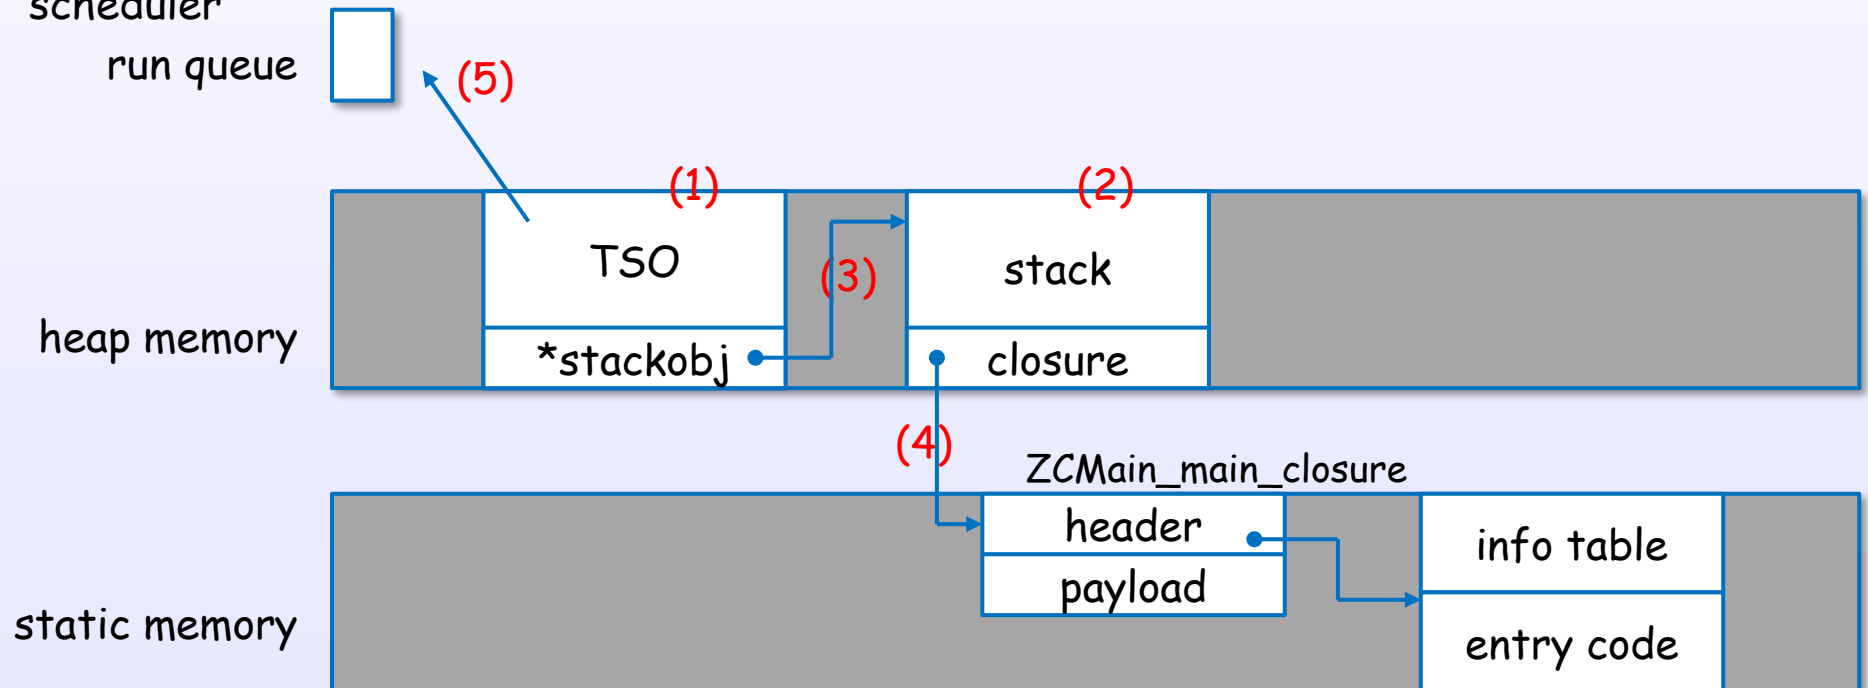 scheduler
run queue
(5)
(1)
(2)
TSO
(3)
stack
heap memory
*stackobj
closure
(4)
ZCMain_main_closure
header
info table
payload
static memory
entry code